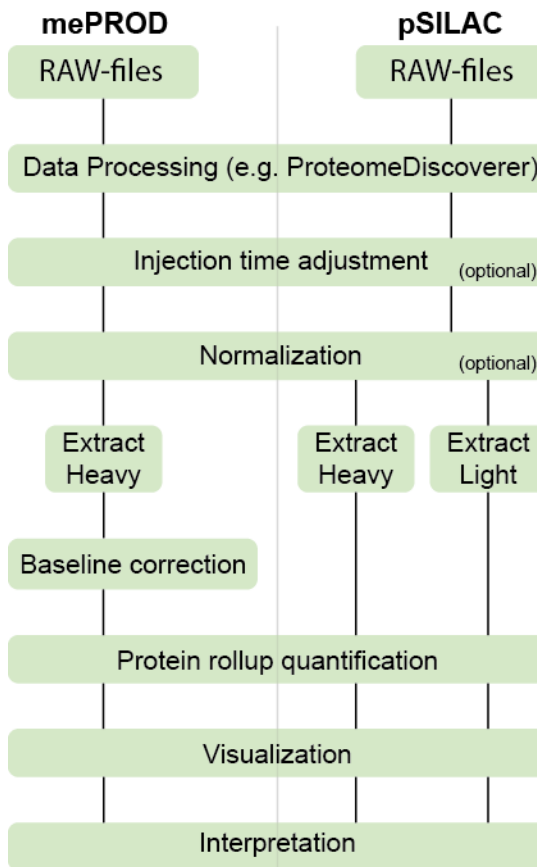 mePROD
pSILAC
RAW-files
RAW-files
Data Processing (e.g. ProteomeDiscoverer)
Injection time adjustment
(optional)
Normalization
(optional)
Extract
Heavy
Extract
Heavy
Extract
Light
Baseline correction
Protein rollup quantification
Visualization
Interpretation